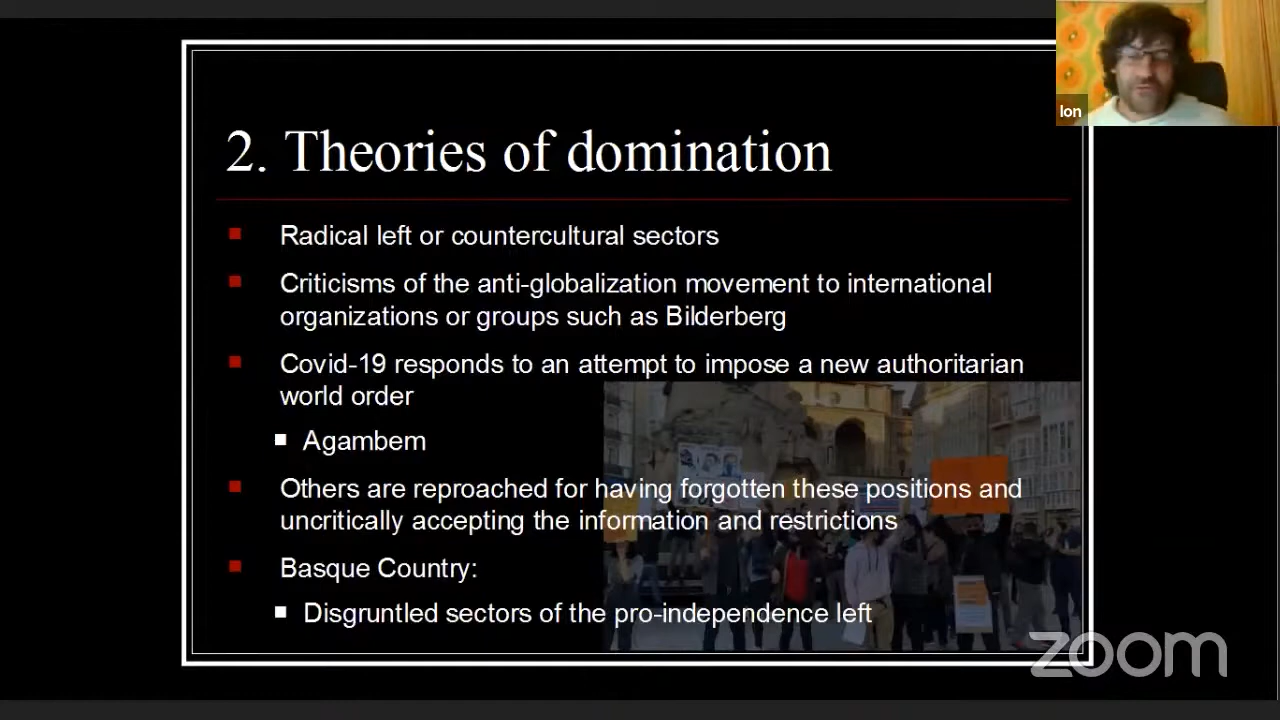 Ion
2. Theories of domination
Radical left or countercultural sectors
Criticisms of the anti-globalization movement to international
organizations or groups such as Bilderberg
Covid-19 responds to an attempt to impose a new authoritarian
world order
Agambem
Others are reproached for having forgotten these positions and
uncritically accepting the information and restrictions
Basque Country:
Disgruntled sectors of the pro-independence left
zoom